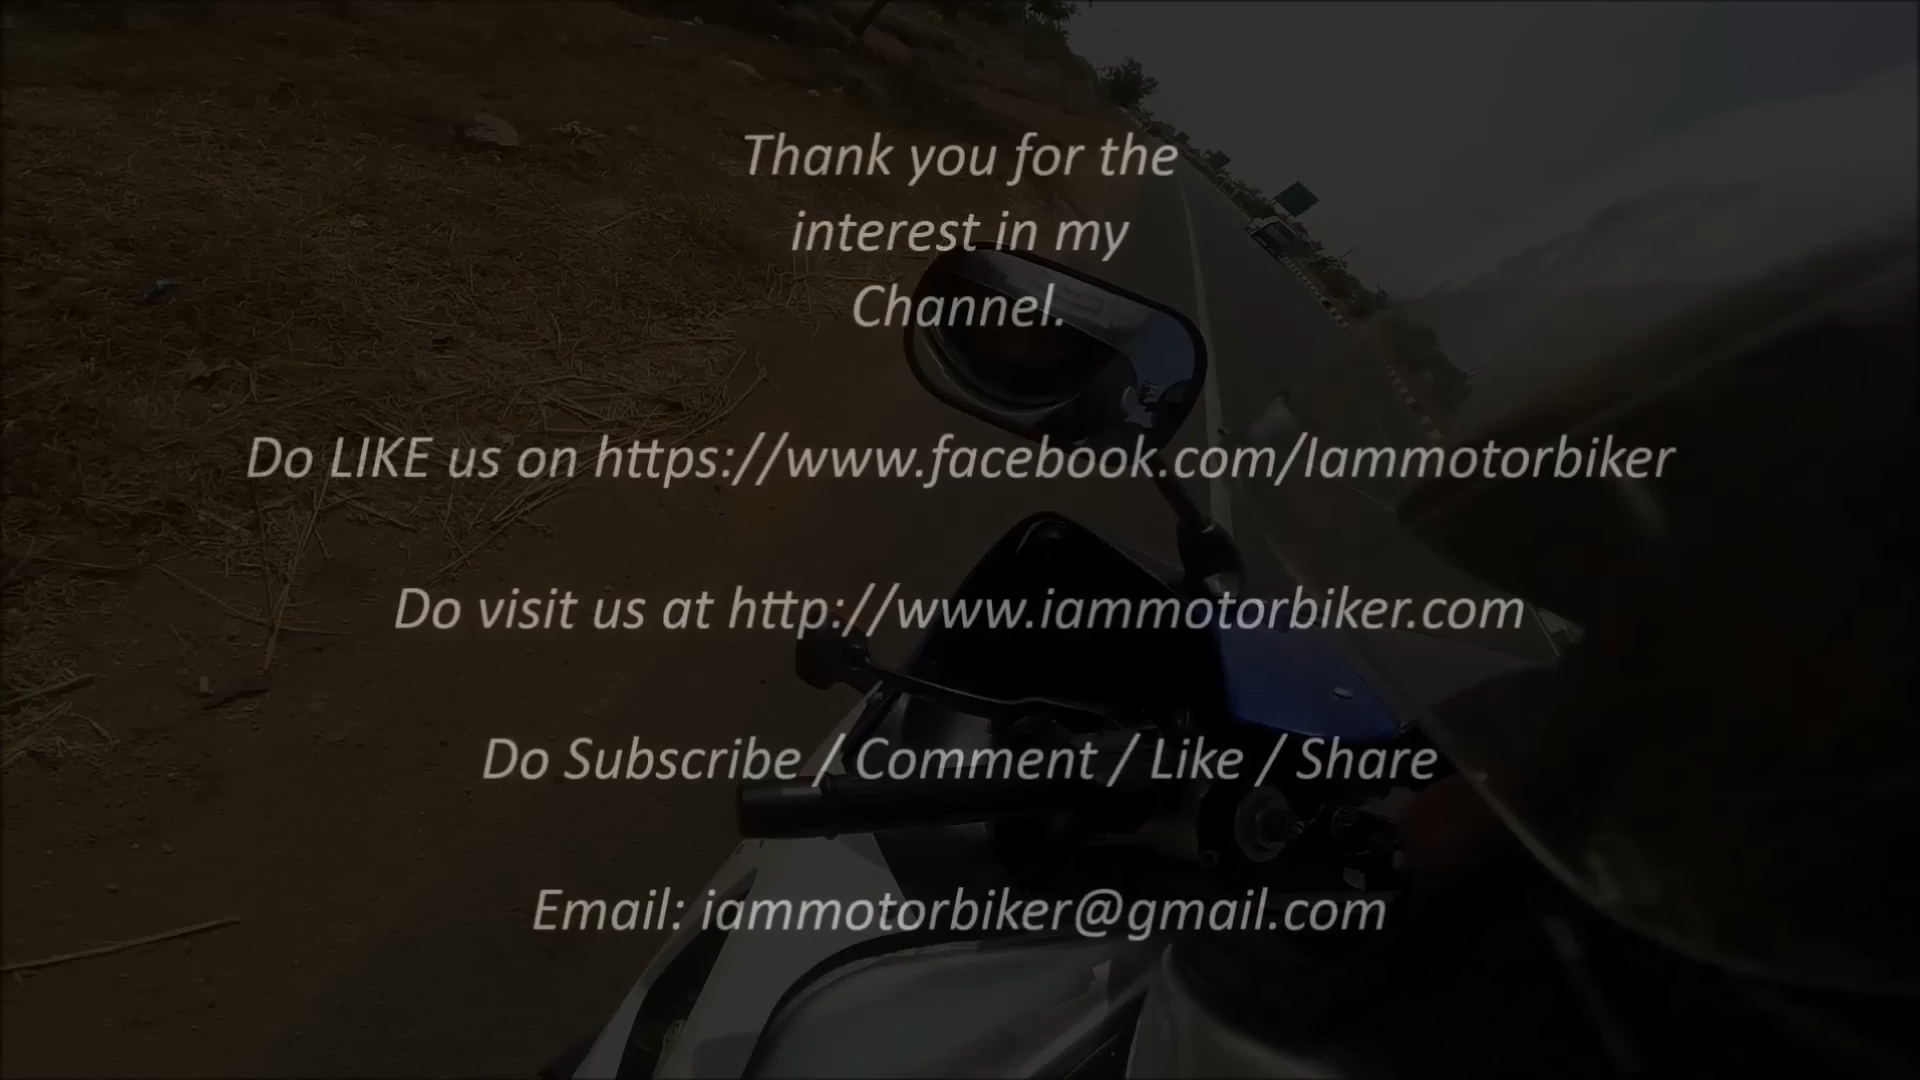 Thank you for the
interest in my
Channel.
Do LIKE us on https://www.facebook.com/Iammotorbiker
Do visit us at http://www.iammotorbiker.com
Do Subscribe / Comment / Like / Share
Email: iammotorbiker@gmail.com